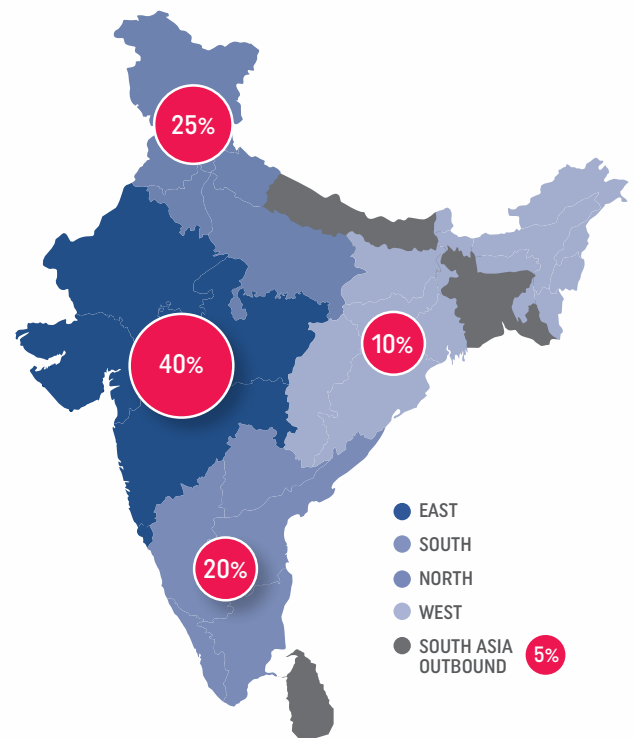 25%
40%
10%
20%
EAST
SOUTH
NORTH
WEST
SOUTH ASIA
OUTBOUND
5%